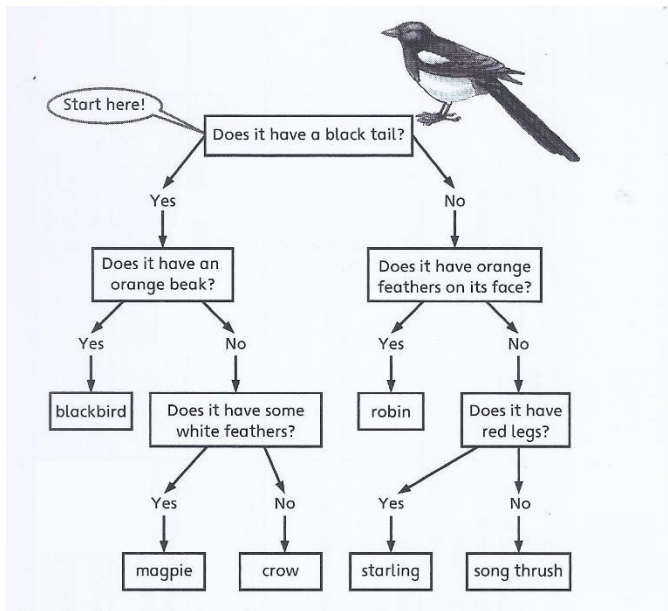 Start here!
Does it have a black tail?
Yes
No
Does it have an
orange beak?
Does it have orange
feathers on its face?
Yes
No
Yes
No
blackbird
Does it have some
white feathers?
robin
Does it have
red legs?
Yes
No
Yes
No
magpie
crow
starling
song thrush